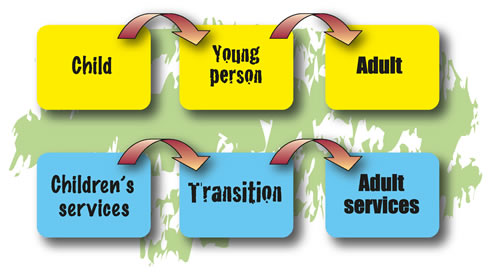 Child
Young
person
Adult
Children's
services
Transition
Adult
services